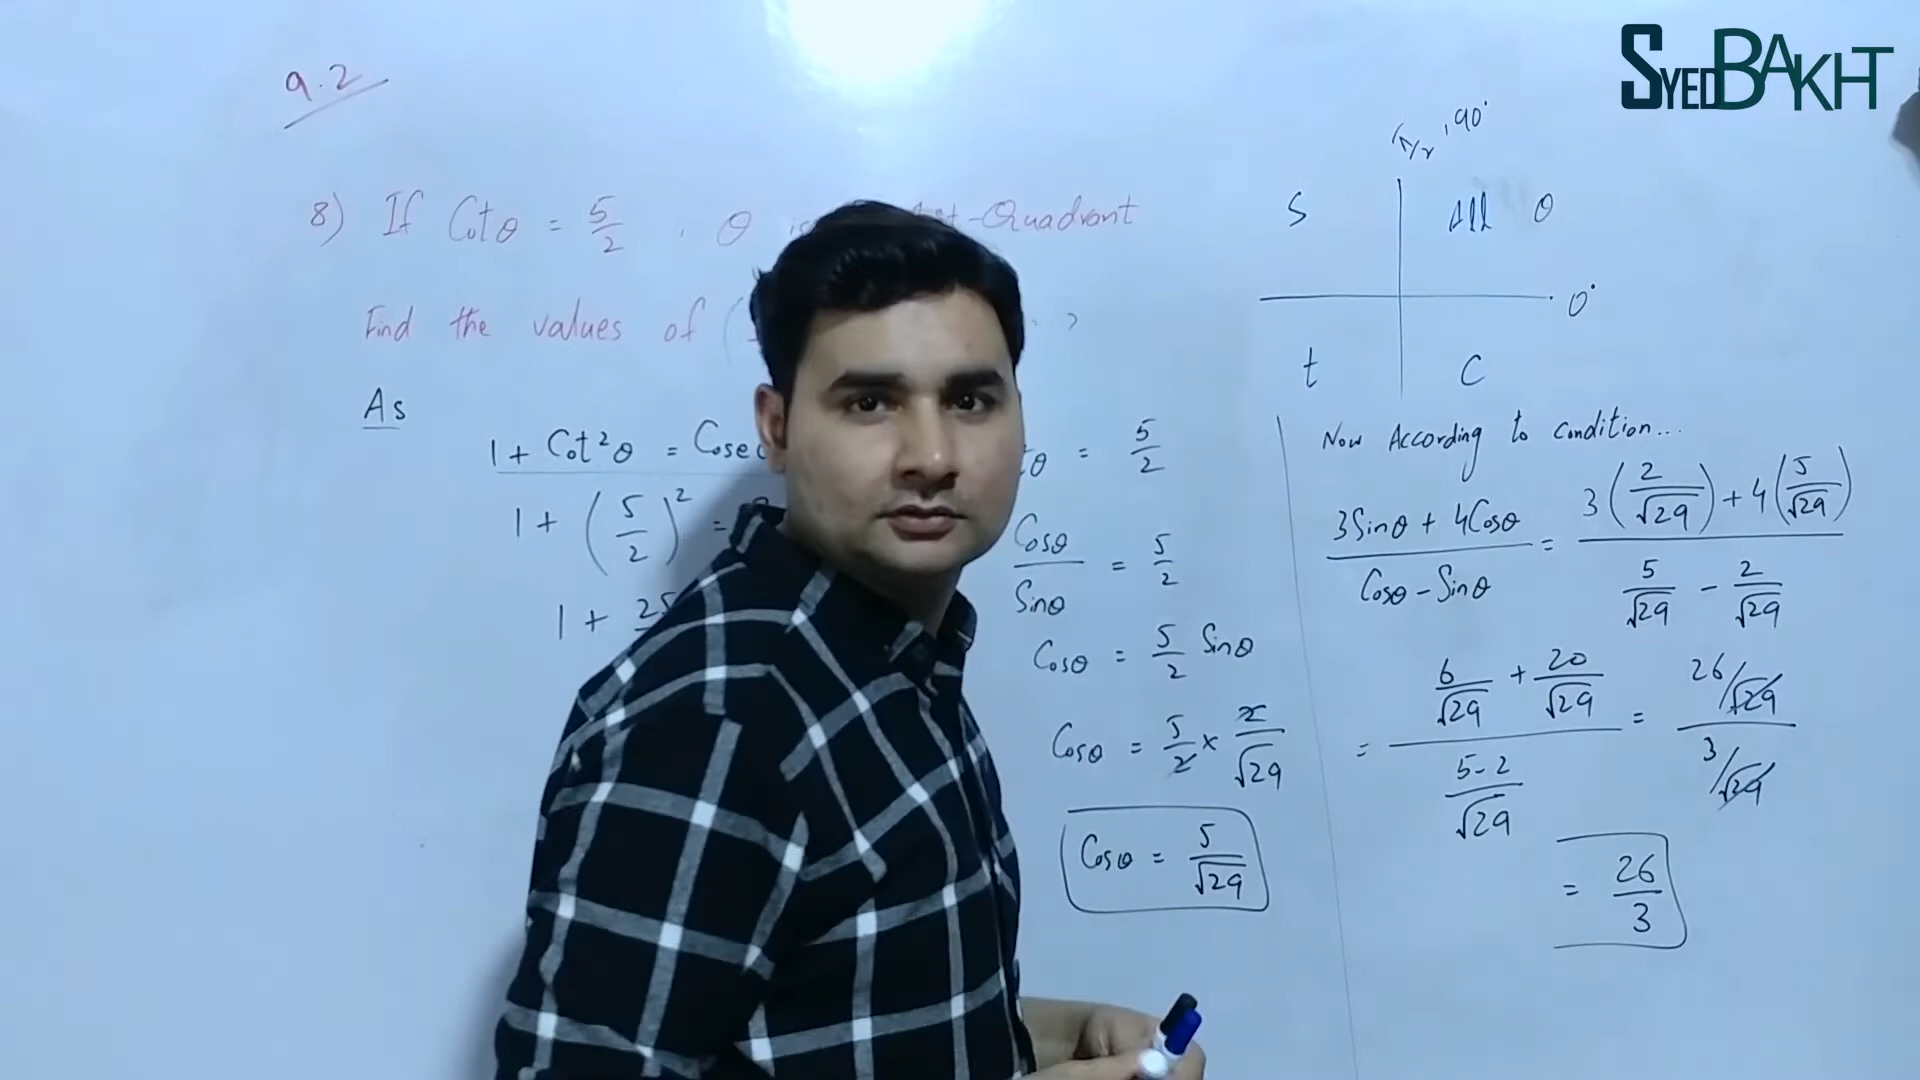 SYED BAKHT
9.2
8) If Cotθ = 5/2 , θ is Quadrant
Find the values of (
As
1 + Cot²θ = Cosec
1 + (5/2)² =
1 + 25
θ = 5/2
Cosθ/Sinθ = 5/2
Cosθ = 5/2 Sinθ
Cosθ = 5/2 × 2/√29
Cosθ = 5/√29
π/2 , 90°
S All θ
0°
t C
Now According to condition...
(3Sinθ + 4Cosθ)/(Cosθ - Sinθ) = (3(2/√29) + 4(5/√29))/(5/√29 - 2/√29)
= (6/√29 + 20/√29)/((5-2)/√29) = (26/√29)/(3/√29)
= 26/3